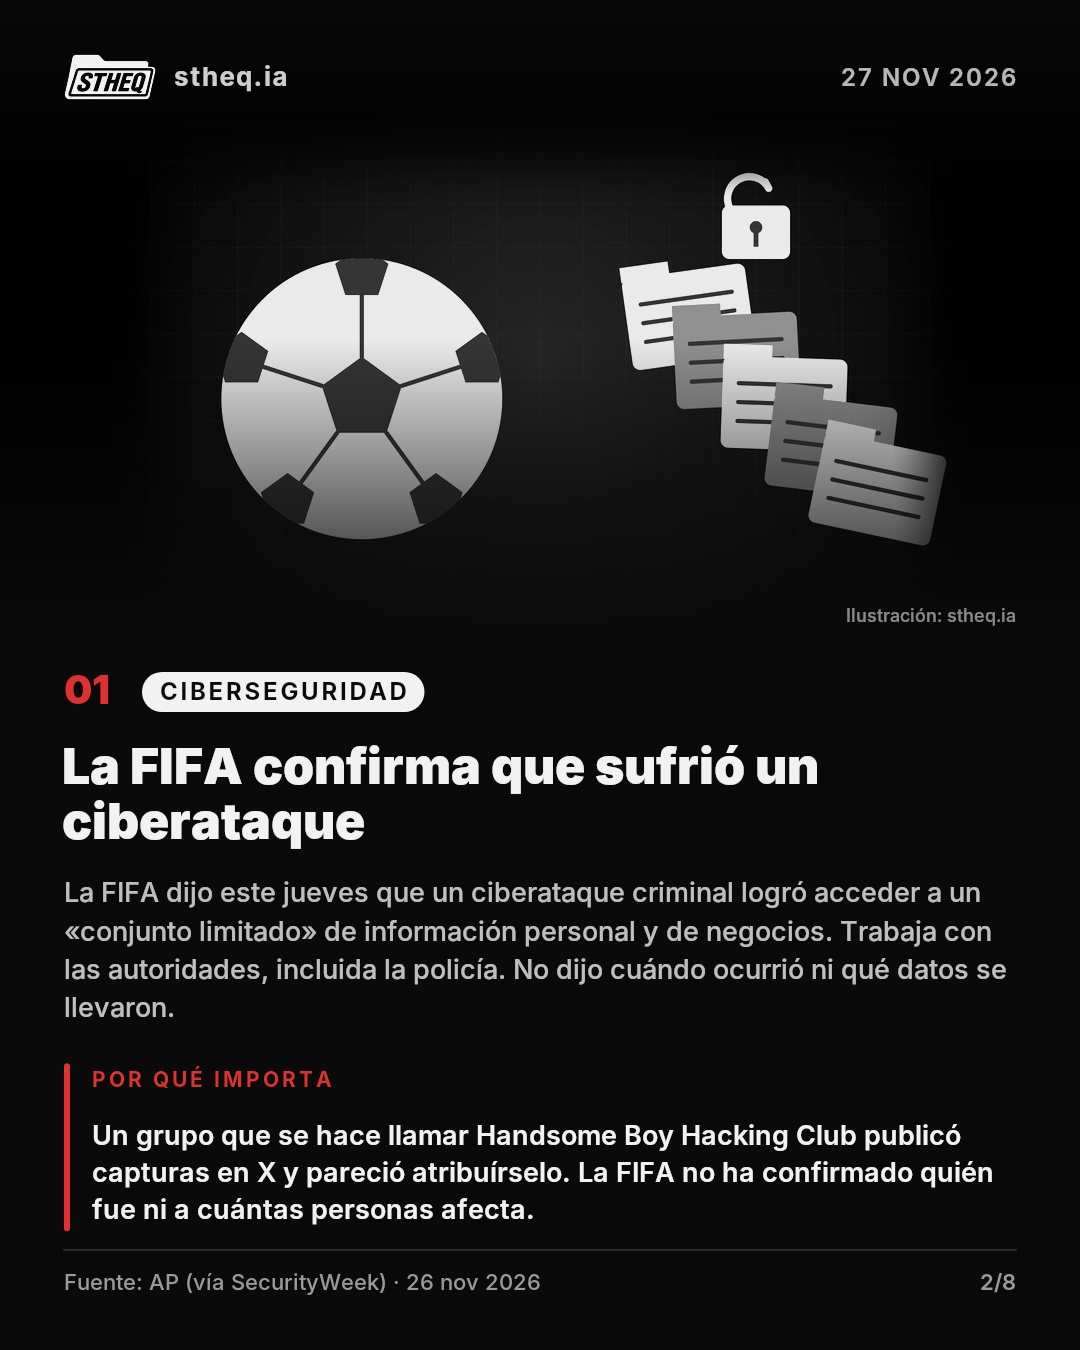 STHEQ stheq.ia
27 NOV 2026
Ilustración: stheq.ia
01 CIBERSEGURIDAD
La FIFA confirma que sufrió un
ciberataque
La FIFA dijo este jueves que un ciberataque criminal logró acceder a un
«conjunto limitado» de información personal y de negocios. Trabaja con
las autoridades, incluida la policía. No dijo cuándo ocurrió ni qué datos se
llevaron.
POR QUÉ IMPORTA
Un grupo que se hace llamar Handsome Boy Hacking Club publicó
capturas en X y pareció atribuírselo. La FIFA no ha confirmado quién
fue ni a cuántas personas afecta.
Fuente: AP (vía SecurityWeek) · 26 nov 2026
2/8